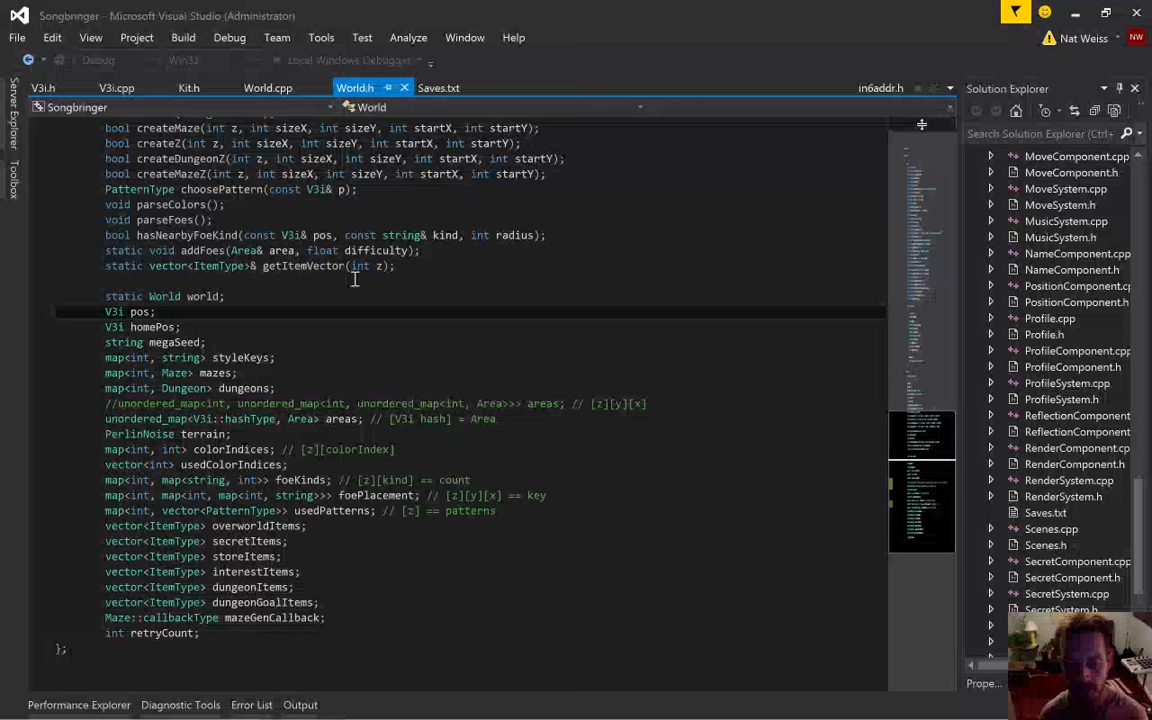 Songbringer - Microsoft Visual Studio (Administrator)
File Edit View Project Build Debug Team Tools Test Analyze Window Help
Nat Weiss NW
Debug Win32 Local Windows Debugger
V3i.h V3i.cpp Kit.h World.cpp World.h Saves.txt in6addr.h
Solution Explorer
Songbringer World
Search Solution Explorer (Ctrl+
Server Explorer
Toolbox
bool createMaze(int z, int sizeX, int sizeY, int startX, int startY);
bool createZ(int z, int sizeX, int sizeY, int startX, int startY);
bool createDungeonZ(int z, int sizeX, int sizeY, int startX, int startY);
bool createMazeZ(int z, int sizeX, int sizeY, int startX, int startY);
PatternType choosePattern(const V3i& p);
void parseColors();
void parseFoes();
bool hasNearbyFoeKind(const V3i& pos, const string& kind, int radius);
static void addFoes(Area& area, float difficulty);
static vector<ItemType>& getItemVector(int z);
static World world;
V3i pos;
V3i homePos;
string megaSeed;
map<int, string> styleKeys;
map<int, Maze> mazes;
map<int, Dungeon> dungeons;
//unordered_map<int, unordered_map<int, unordered_map<int, Area>>> areas; // [z][y][x]
unordered_map<V3i::hashType, Area> areas; // [V3i hash] = Area
PerlinNoise terrain;
map<int, int> colorIndices; // [z][colorIndex]
vector<int> usedColorIndices;
map<int, map<string, int>> foeKinds; // [z][kind] == count
map<int, map<int, map<int, string>>> foePlacement; // [z][y][x] == key
map<int, vector<PatternType>> usedPatterns; // [z] == patterns
vector<ItemType> overworldItems;
vector<ItemType> secretItems;
vector<ItemType> storeItems;
vector<ItemType> interestItems;
vector<ItemType> dungeonItems;
vector<ItemType> dungeonGoalItems;
Maze::callbackType mazeGenCallback;
int retryCount;
};
MoveComponent.cpp
MoveComponent.h
MoveSystem.cpp
MoveSystem.h
MusicSystem.cpp
MusicSystem.h
NameComponent.cpp
NameComponent.h
PositionComponent.cpp
PositionComponent.h
Profile.cpp
Profile.h
ProfileComponent.cpp
ProfileComponent.h
ProfileSystem.cpp
ProfileSystem.h
ReflectionComponent
ReflectionComponent
RenderComponent.cpp
RenderComponent.h
RenderSystem.cpp
RenderSystem.h
Saves.txt
Scenes.cpp
Scenes.h
SecretComponent.cpp
SecretComponent.h
SecretSystem.cpp
SecretSystem.h
Prope...
Performance Explorer Diagnostic Tools Error List Output